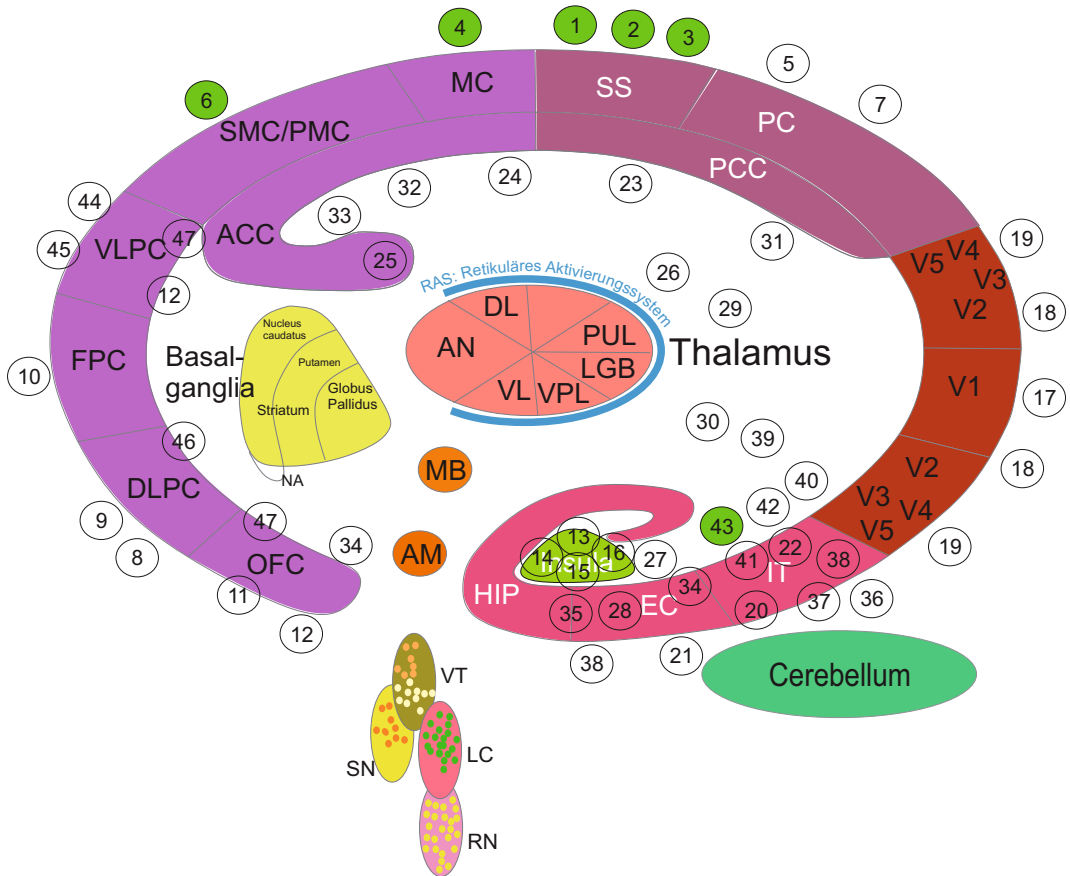 4
1
2
3
5
6
7
MC
SS
SMC/PMC
PC
PCC
24
23
32
44
33
47
ACC
31
19
45
VLPC
25
V5
V4
V3
V2
RAS: Retikuläres Aktivierungssystem
26
12
29
18
DL
Nucleus
caudatus
AN
PUL
Thalamus
FPC
Basal-
ganglia
Putamen
LGB
10
Globus
Pallidus
VL
VPL
V1
17
Striatum
30
39
46
MB
V2
18
NA
40
DLPC
V3
V4
42
9
47
43
V5
8
34
AM
13
14
16
27
41
22
38
19
OFC
Insula
15
IT
11
HIP
34
12
35
28
EC
20
37
36
38
21
VT
Cerebellum
SN
LC
RN